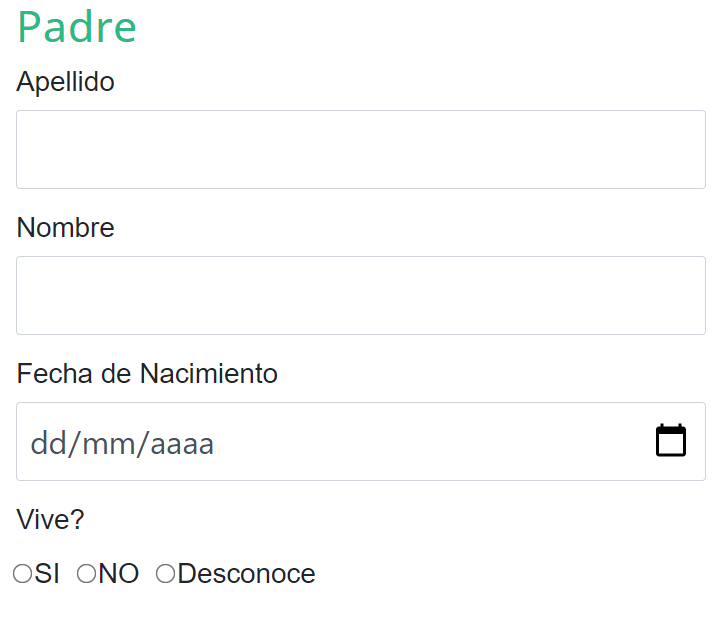 Padre
Apellido
Nombre
Fecha de Nacimiento
dd/mm/aaaa
Vive?
SI NO Desconoce